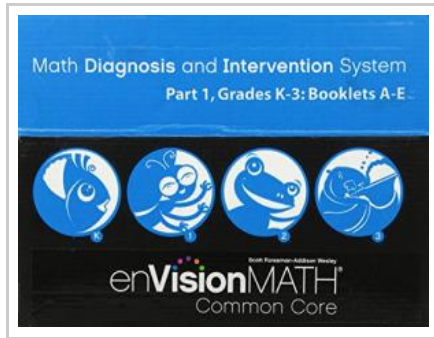 Math Diagnosis and Intervention System
Part 1, Grades K-3: Booklets A-E
K 1 2 3
Scott Foresman-Addison Wesley
enVisionMATH®
Common Core